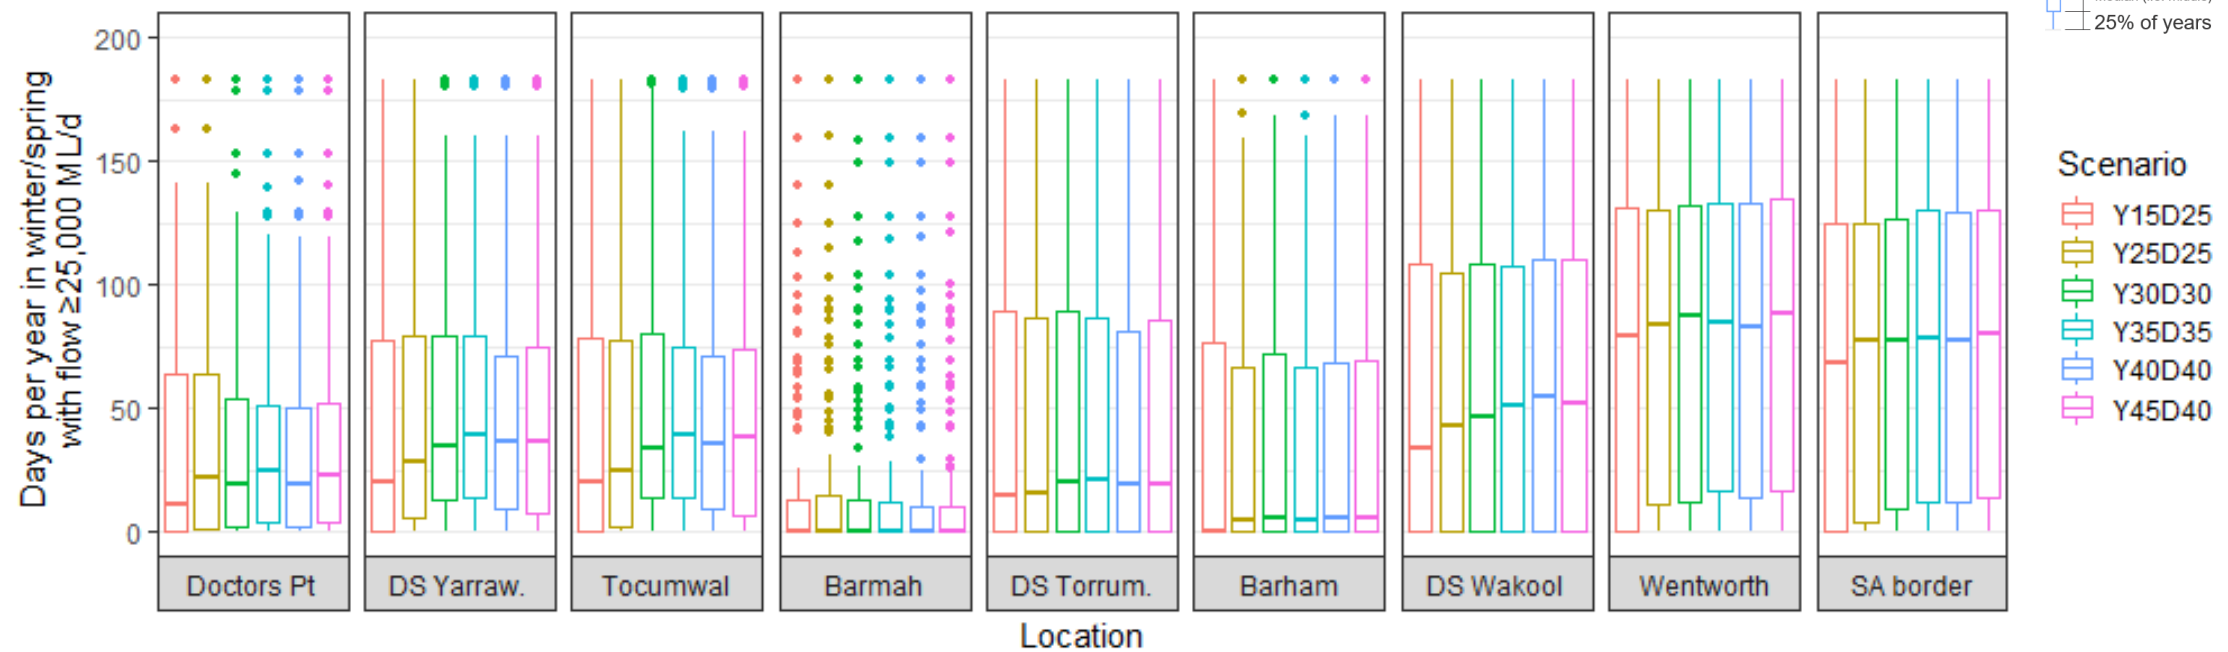 25% of years
Days per year in winter/spring
with flow ≥25,000 ML/d
200
150
100
50
0
Doctors Pt
DS Yarraw.
Tocumwal
Barmah
DS Torrum.
Barham
DS Wakool
Wentworth
SA border
Location
Scenario
Y15D25
Y25D25
Y30D30
Y35D35
Y40D40
Y45D40